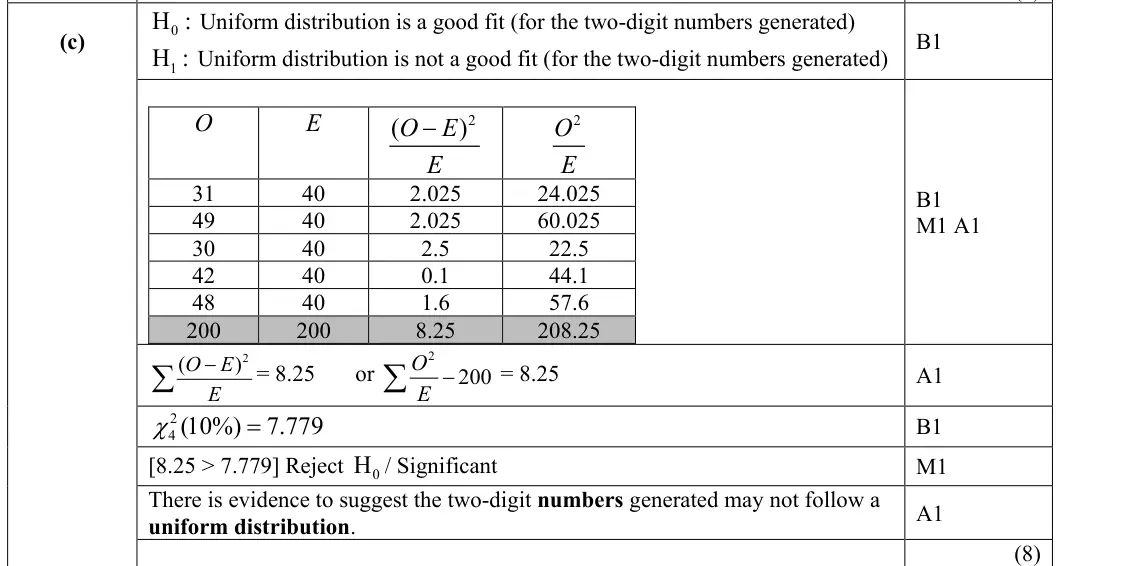 (c)
H₀ : Uniform distribution is a good fit (for the two-digit numbers generated)
H₁ : Uniform distribution is not a good fit (for the two-digit numbers generated)
B1
O E (O − E)²/E O²/E
31 40 2.025 24.025
49 40 2.025 60.025
30 40 2.5 22.5
42 40 0.1 44.1
48 40 1.6 57.6
200 200 8.25 208.25
B1
M1 A1
∑ (O − E)²/E = 8.25 or ∑ O²/E − 200 = 8.25
A1
χ²₄(10%) = 7.779
B1
[8.25 > 7.779] Reject H₀ / Significant
M1
There is evidence to suggest the two-digit numbers generated may not follow a
uniform distribution.
A1
(8)